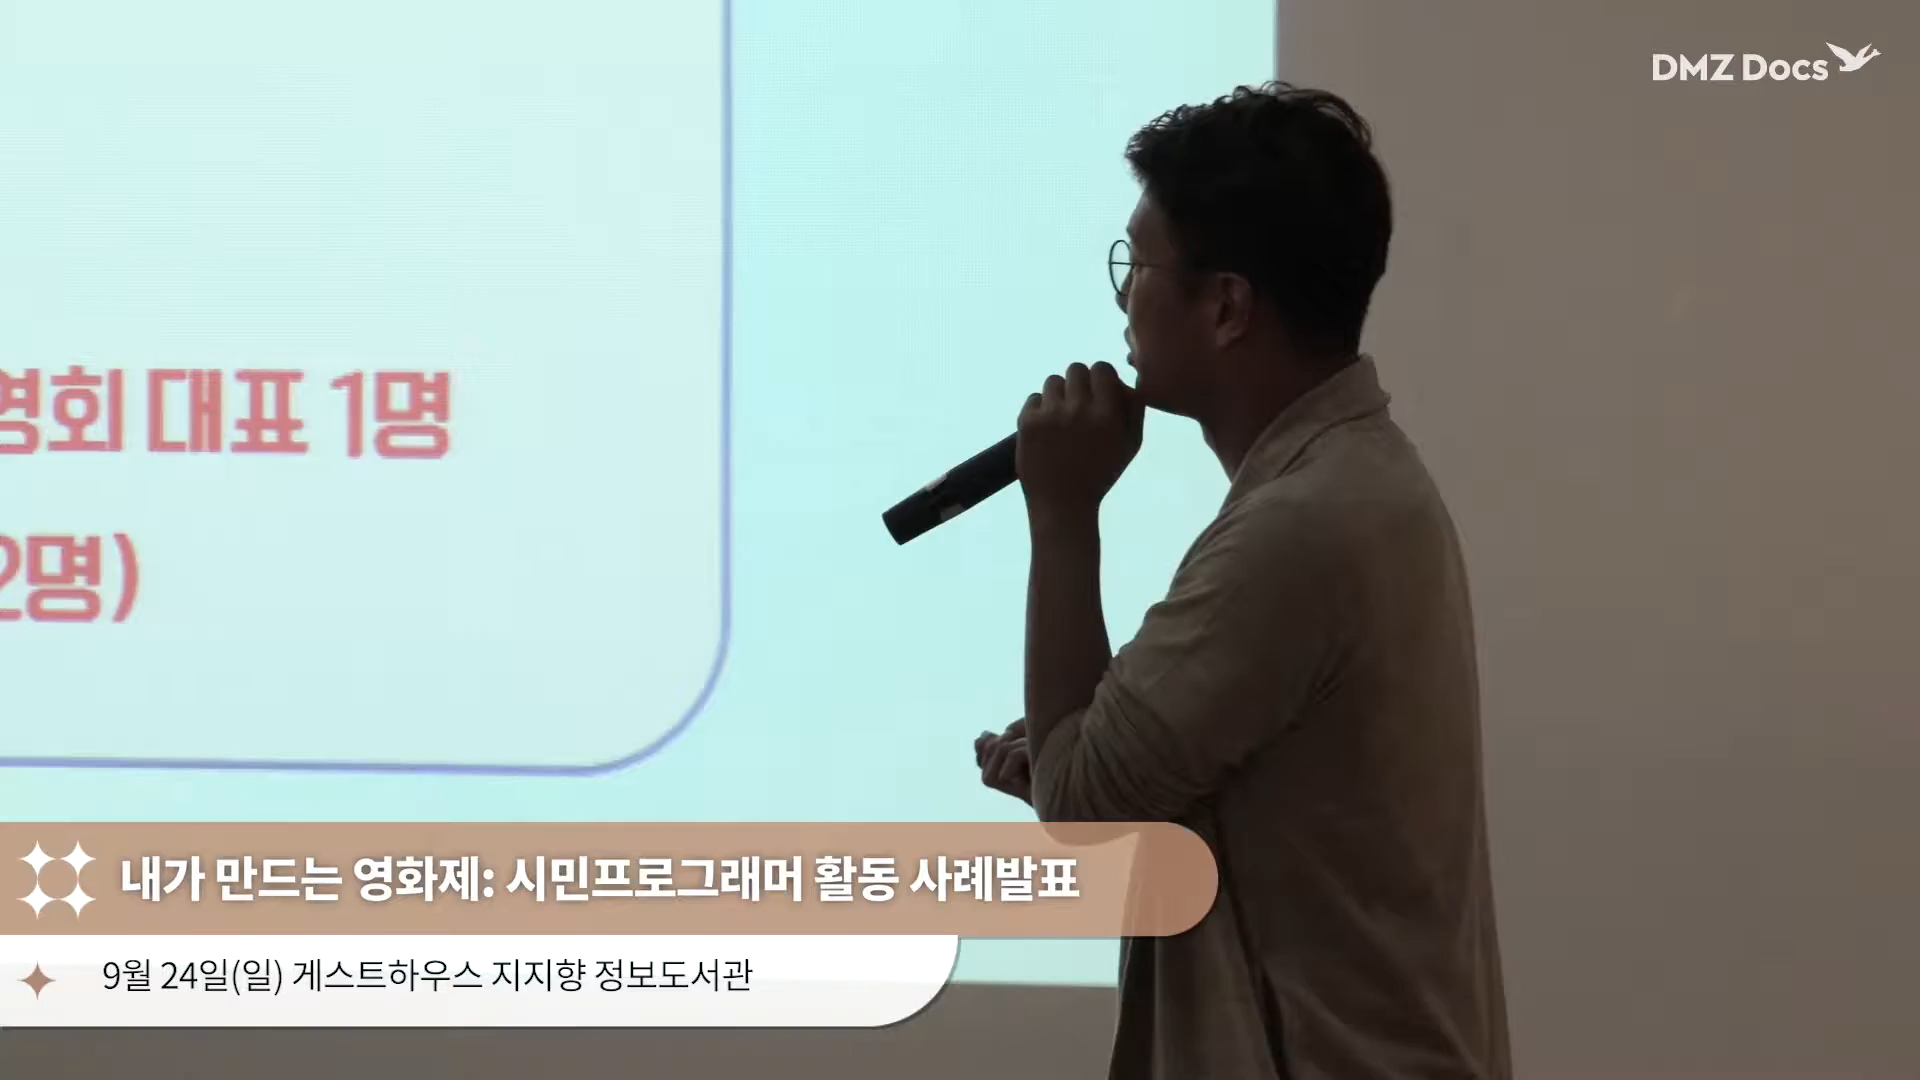 DMZ Docs
영회 대표 1명
2명)
내가 만드는 영화제: 시민프로그래머 활동 사례발표
9월 24일(일) 게스트하우스 지지향 정보도서관